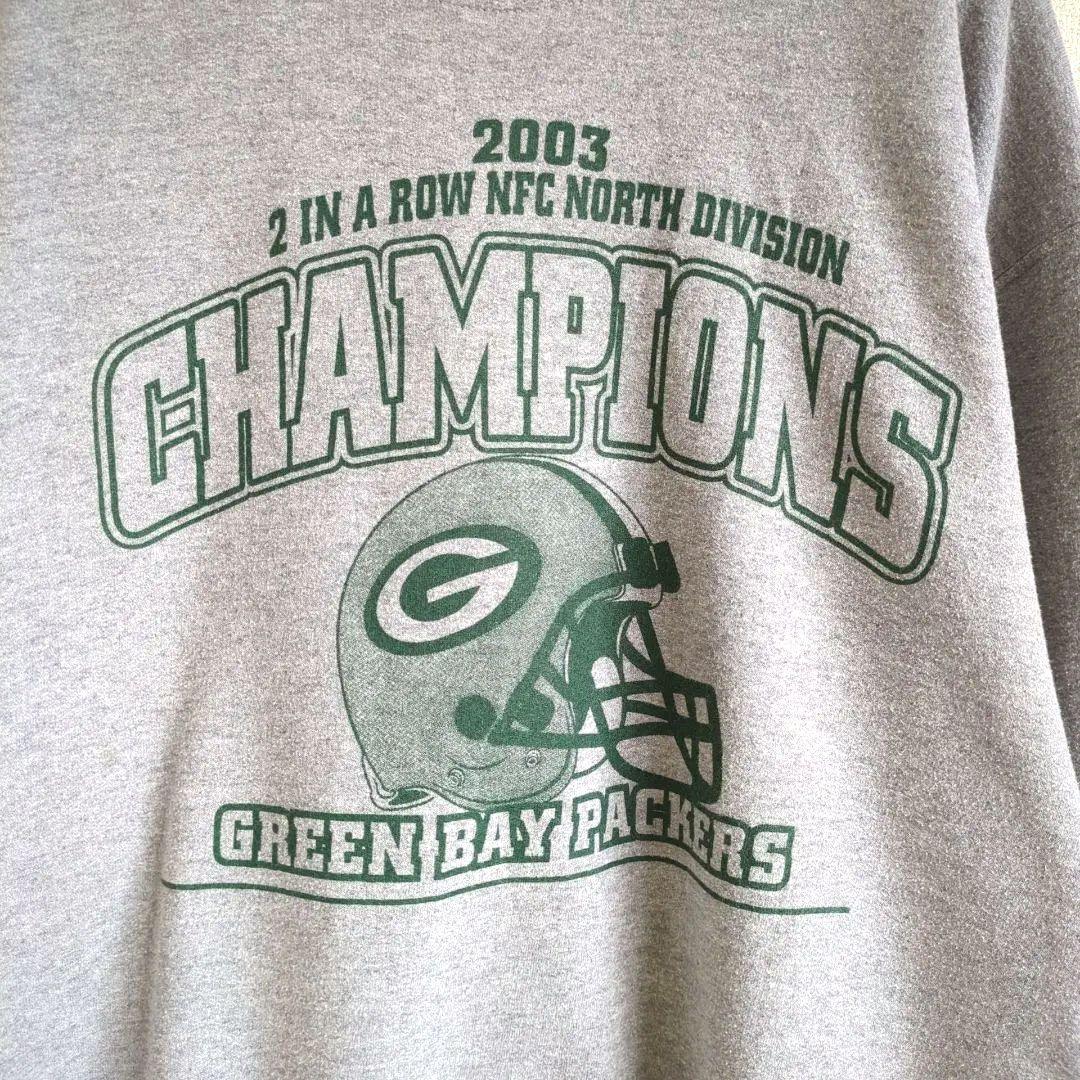 2003
2 IN A ROW NFC NORTH DIVISION
CHAMPIONS
G
GREEN BAY PACKERS